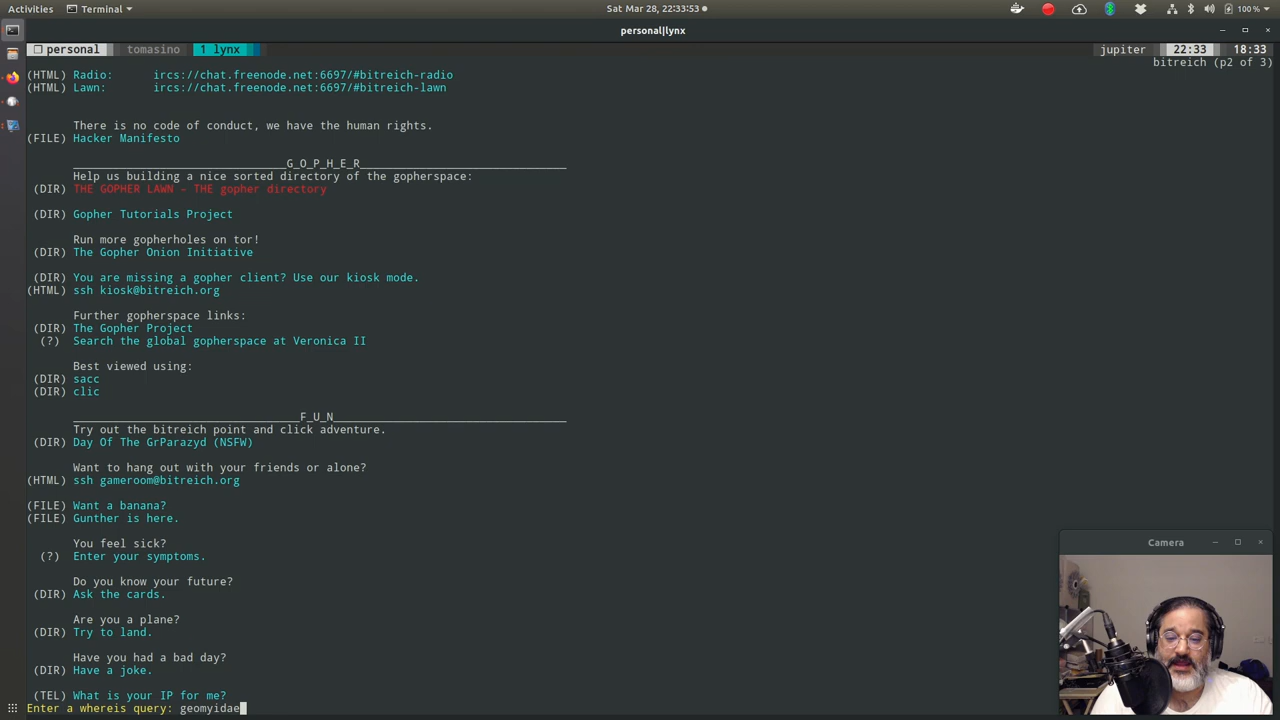 Activities Terminal Sat Mar 28, 22:33:53 100 %
personal|lynx
personal tomasino 1 lynx jupiter 22:33 18:33
bitreich (p2 of 3)
(HTML) Radio: ircs://chat.freenode.net:6697/#bitreich-radio
(HTML) Lawn: ircs://chat.freenode.net:6697/#bitreich-lawn
There is no code of conduct, we have the human rights.
(FILE) Hacker Manifesto
________________________________G_O_P_H_E_R_______________________________
Help us building a nice sorted directory of the gopherspace:
(DIR) THE GOPHER LAWN – THE gopher directory
(DIR) Gopher Tutorials Project
Run more gopherholes on tor!
(DIR) The Gopher Onion Initiative
(DIR) You are missing a gopher client? Use our kiosk mode.
(HTML) ssh kiosk@bitreich.org
Further gopherspace links:
(DIR) The Gopher Project
(?) Search the global gopherspace at Veronica II
Best viewed using:
(DIR) sacc
(DIR) clic
__________________________________F_U_N___________________________________
Try out the bitreich point and click adventure.
(DIR) Day Of The GrParazyd (NSFW)
Want to hang out with your friends or alone?
(HTML) ssh gameroom@bitreich.org
(FILE) Want a banana?
(FILE) Gunther is here.
You feel sick?
(?) Enter your symptoms.
Do you know your future?
(DIR) Ask the cards.
Are you a plane?
(DIR) Try to land.
Have you had a bad day?
(DIR) Have a joke.
(TEL) What is your IP for me?
Enter a whereis query: geomyidae
Camera